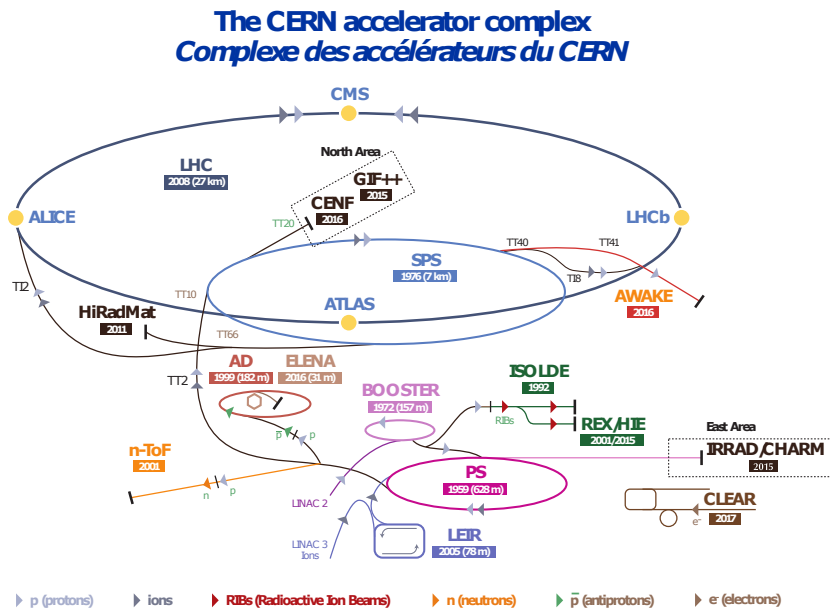 The CERN accelerator complex
Complexe des accélérateurs du CERN
CMS
North Area
LHC
2008 (27 km)
GIF++
2015
CENF
2016
TT20
ALICE
LHCb
TT40
TT41
SPS
1976 (7 km)
TI2
TI8
TT10
AWAKE
2016
ATLAS
HiRadMat
2011
TT66
AD
1999 (182 m)
ELENA
2016 (31 m)
TT2
BOOSTER
1972 (157 m)
ISOLDE
1992
RIBs
REX/HIE
2001/2015
p̅
p
East Area
n-ToF
2001
IRRAD/CHARM
2015
n
p
PS
1959 (628 m)
LINAC 2
CLEAR
2017
e-
LINAC 3
Ions
LEIR
2005 (78 m)
p (protons)
ions
RIBs (Radioactive Ion Beams)
n (neutrons)
p̅ (antiprotons)
e- (electrons)